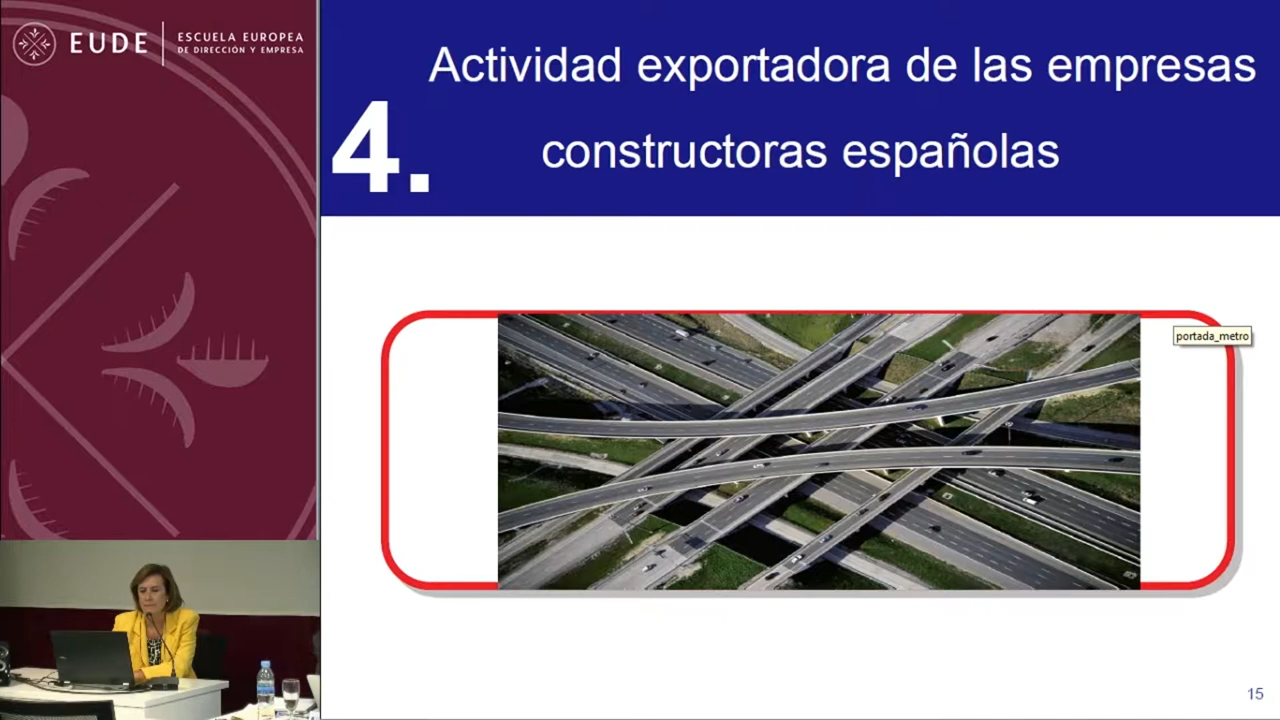 EUDE
ESCUELA EUROPEA
DE DIRECCIÓN Y EMPRESA
4.
Actividad exportadora de las empresas
constructoras españolas
portada_metro
15